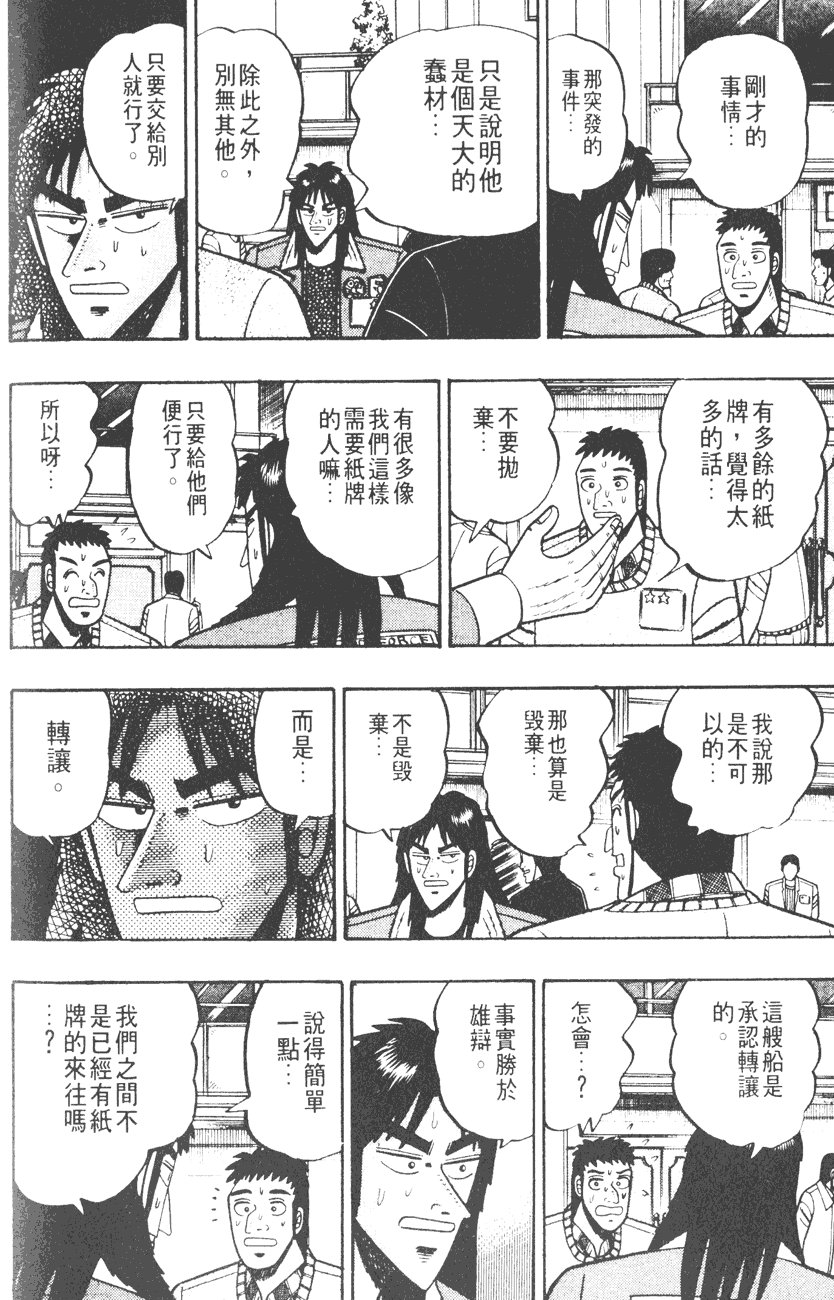 剛才的
事情…
那突發的
事件…
只是說明他
是個天大的
蠢材…
除此之外，
別無其他。
只要交給別
人就行了。
有多餘的紙
牌，覺得太
多的話…
不要拋
棄…
有很多像
我們這樣
需要紙牌
的人嘛…
只要給他們
便行了。
所以呀…
FORCE
我說那
是不可
以的…
那也算是
毀棄…
不是毀
棄…
而是…
轉讓。
這艘船是
承認轉讓
的。
怎會…?
事實勝於
雄辯。
說得簡單
一點…
我們之間不
是已經有紙
牌的來往嗎
…?